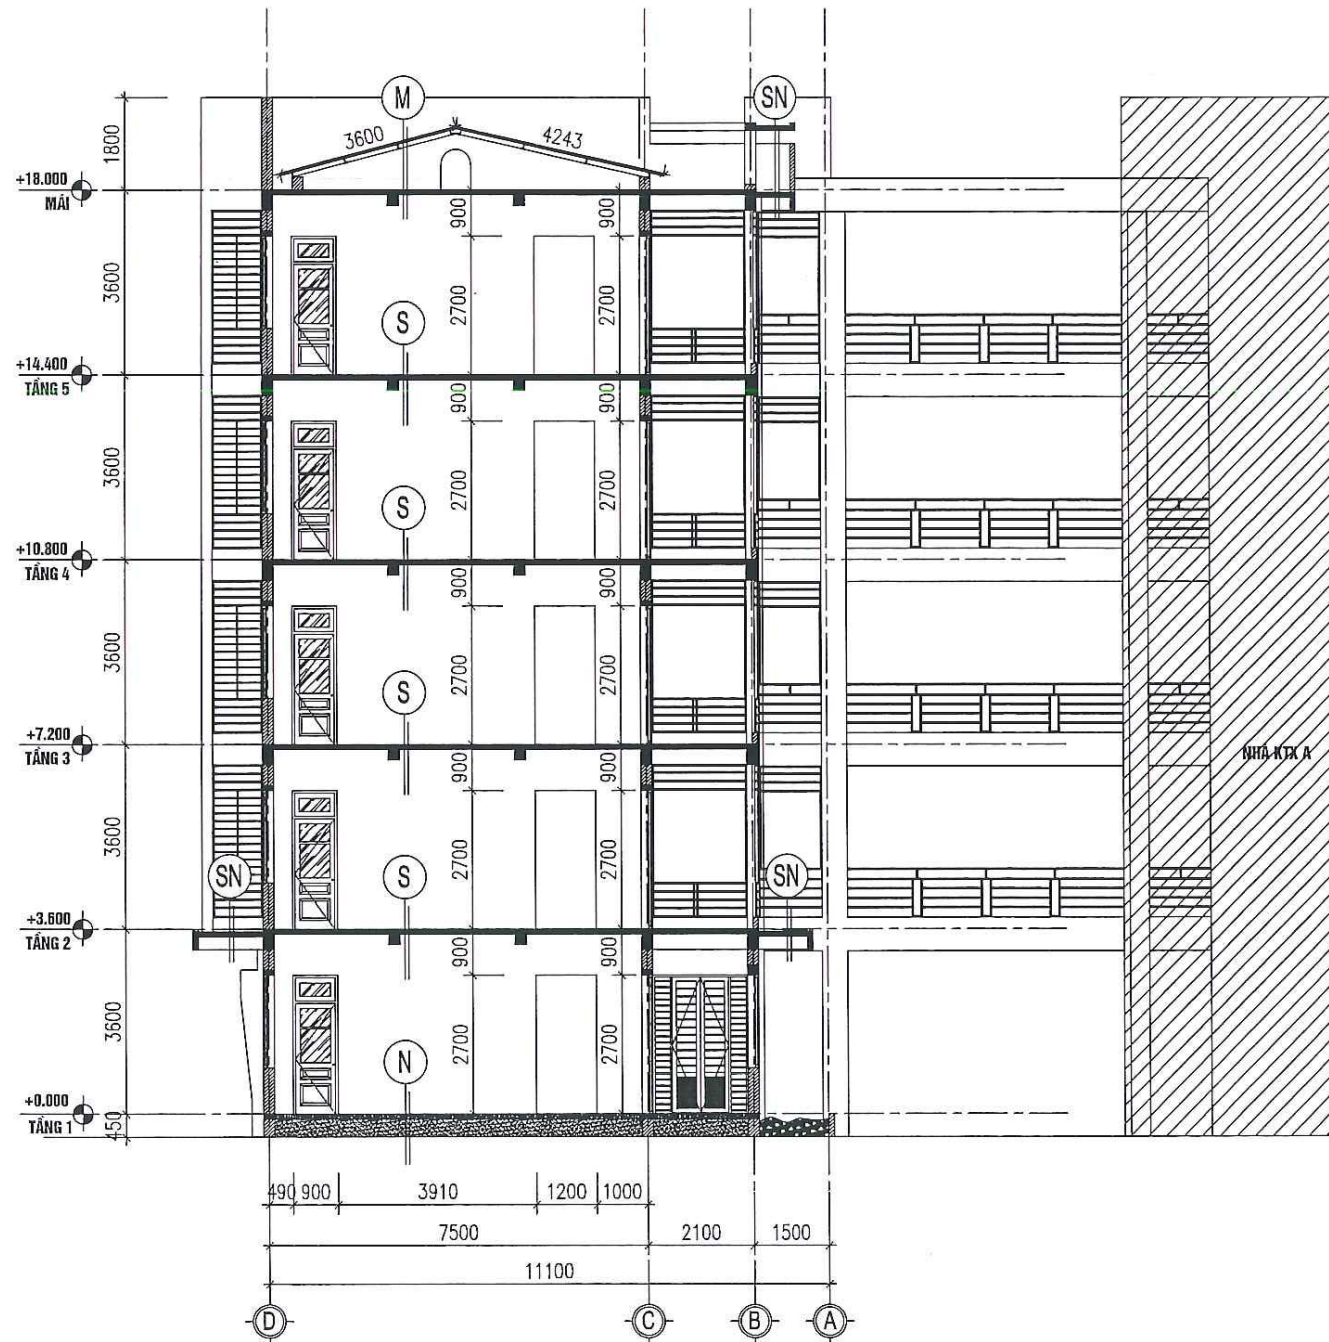 M
SN
3600
4243
1800
+18.000
MÁI
900
900
3600
2700
2700
S
+14.400
TẦNG 5
900
900
3600
2700
2700
S
+10.800
TẦNG 4
900
900
3600
2700
2700
S
+7.200
TẦNG 3
NHÀ KTX A
900
900
3600
2700
2700
SN
S
SN
+3.600
TẦNG 2
900
900
3600
2700
2700
N
+0.000
TẦNG 1
450
490 900 3910 1200 1000
7500 2100 1500
11100
D C B A